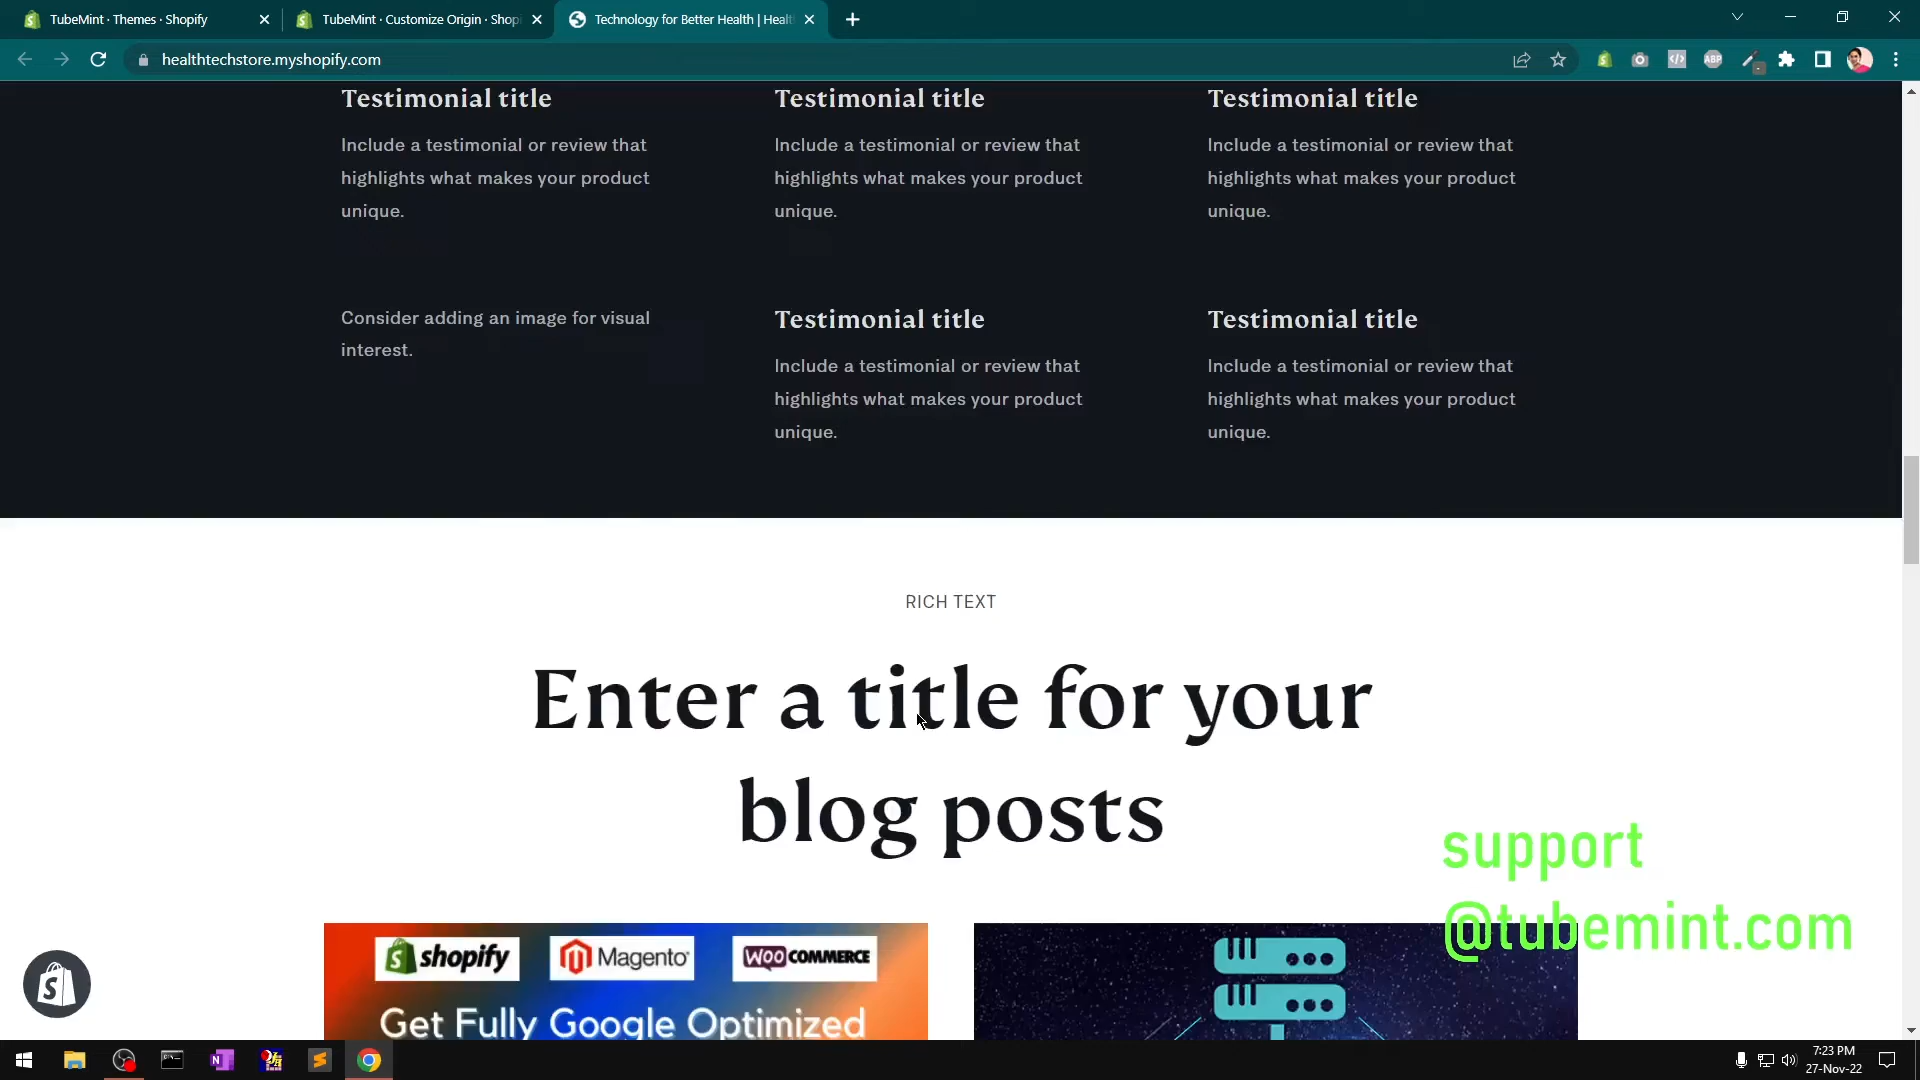 TubeMint · Themes · Shopify
TubeMint · Customize Origin · Shopi
Technology for Better Health | Healt
healthtechstore.myshopify.com
ABP
Testimonial title
Include a testimonial or review that
highlights what makes your product
unique.
Testimonial title
Include a testimonial or review that
highlights what makes your product
unique.
Testimonial title
Include a testimonial or review that
highlights what makes your product
unique.
Consider adding an image for visual
interest.
Testimonial title
Include a testimonial or review that
highlights what makes your product
unique.
Testimonial title
Include a testimonial or review that
highlights what makes your product
unique.
RICH TEXT
Enter a title for your
blog posts
shopify
Magento
WOO COMMERCE
Get Fully Google Optimized
support
@tubemint.com
7:23 PM
27-Nov-22